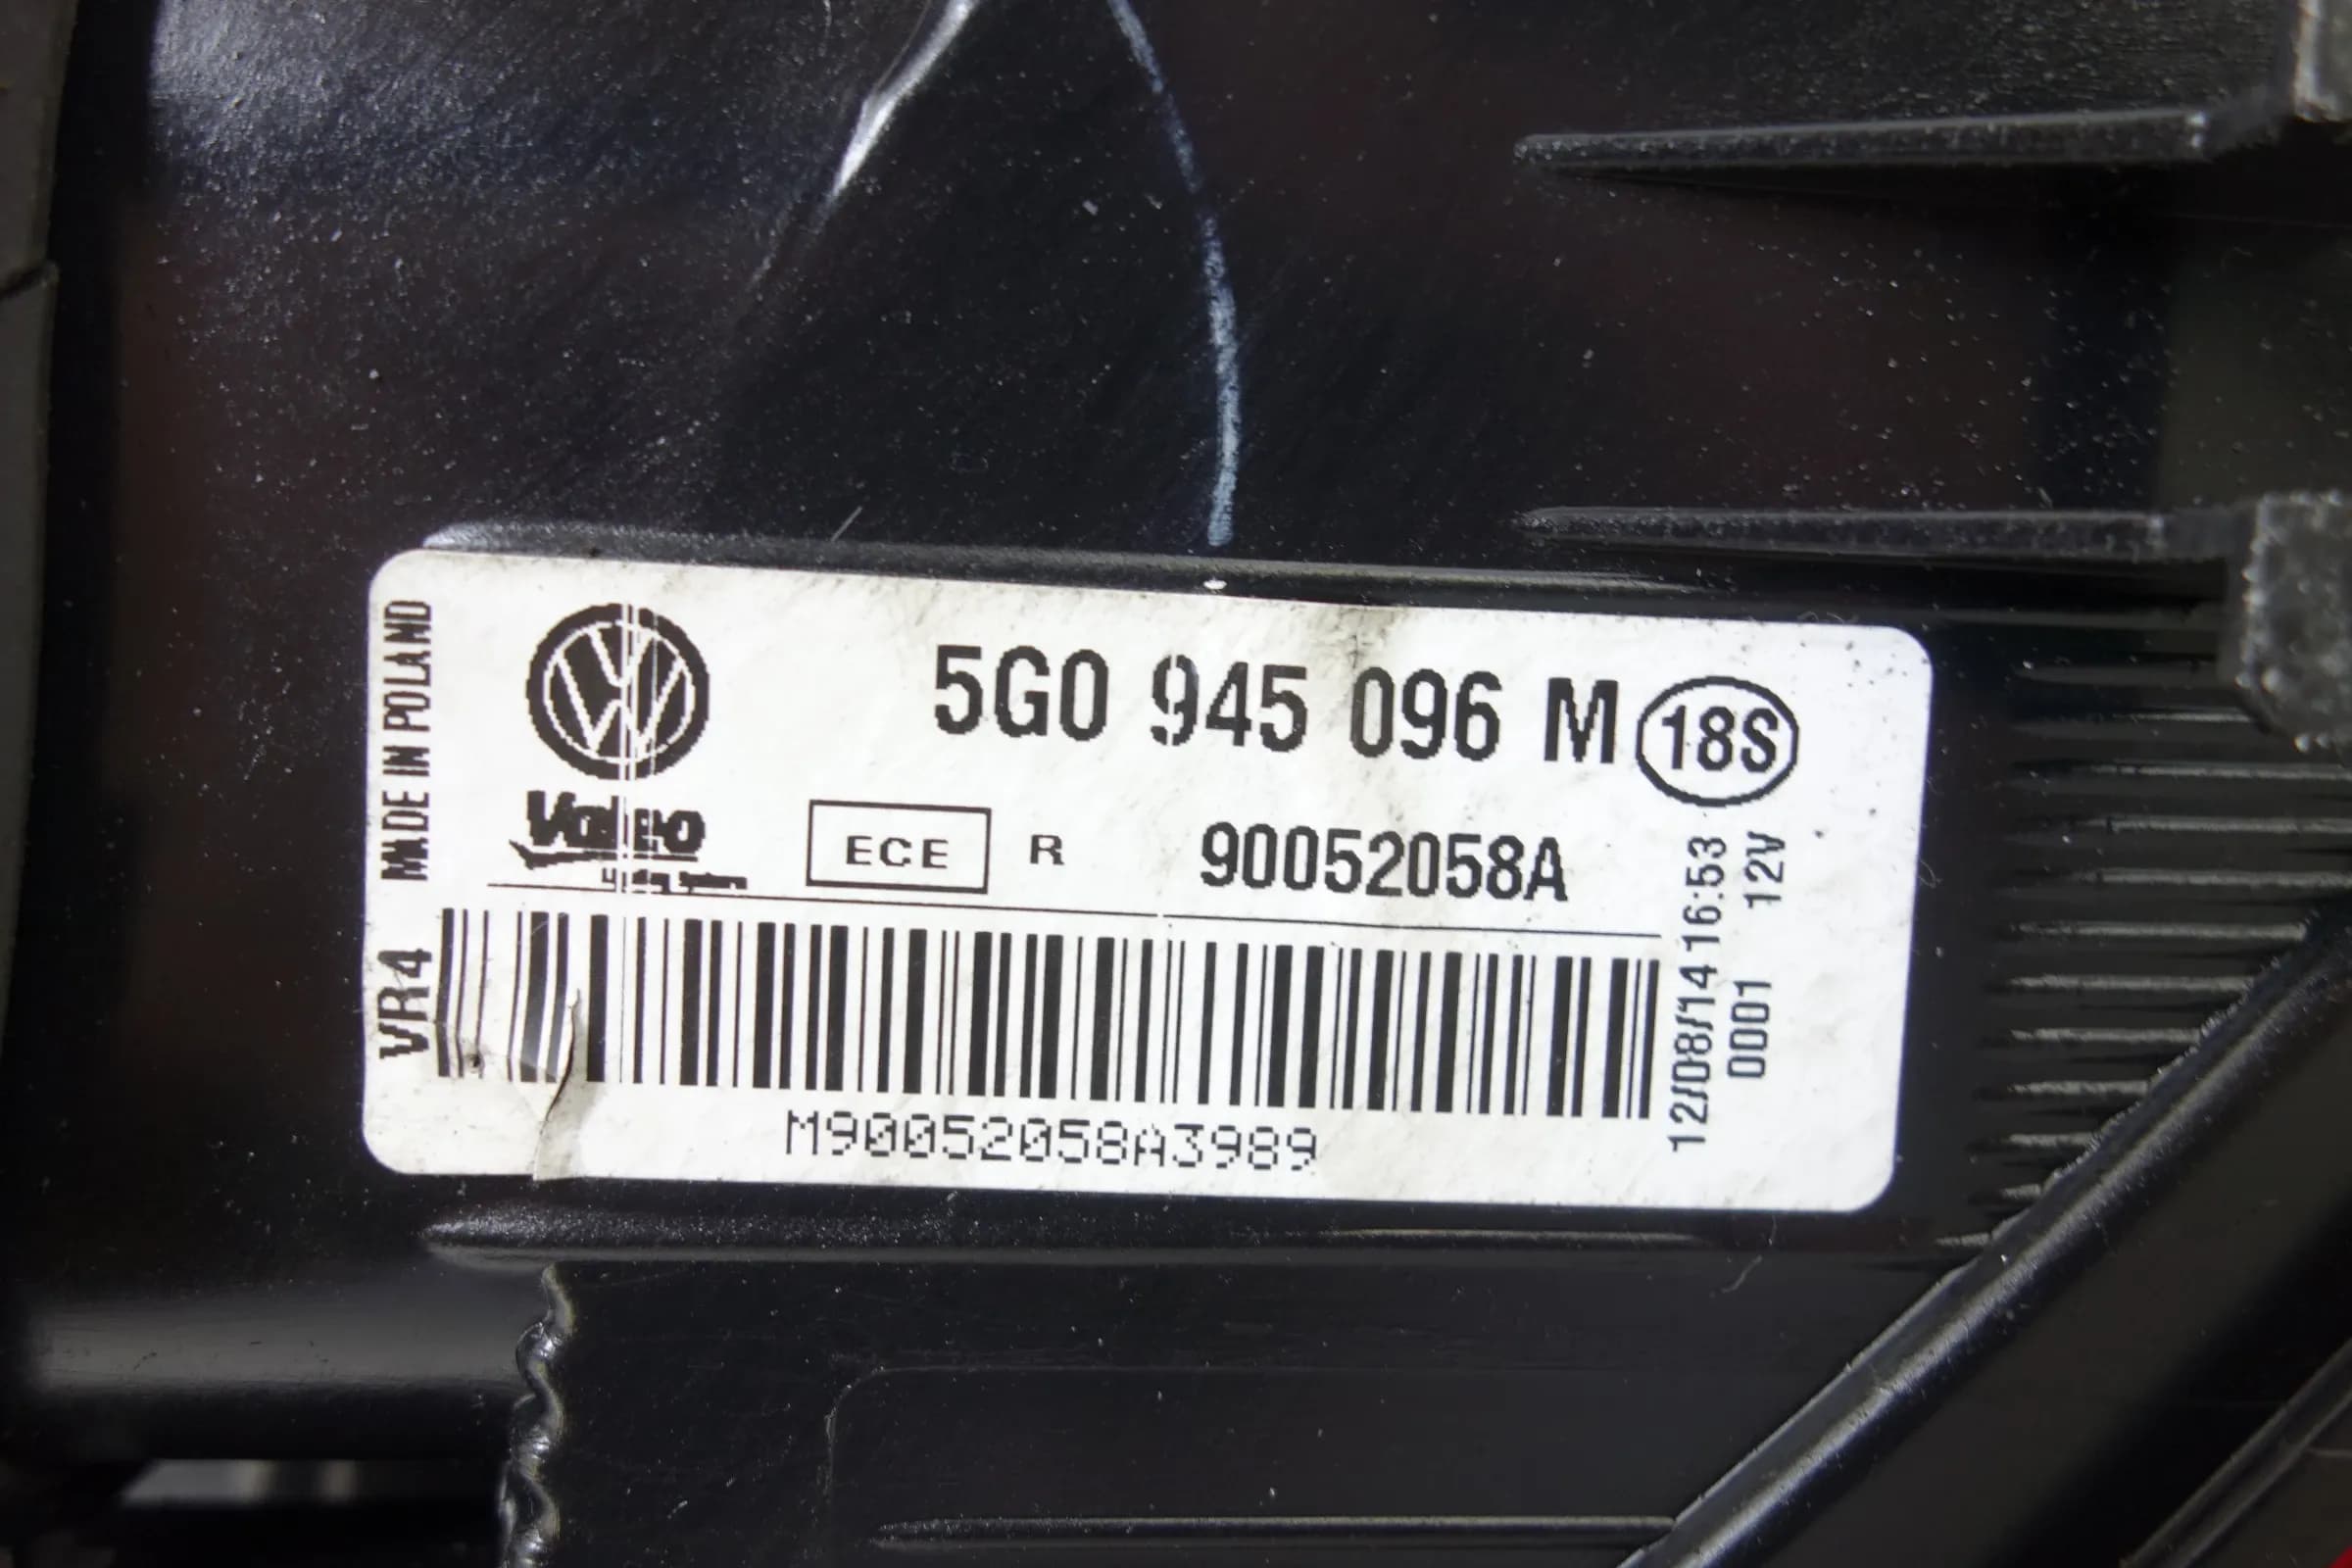 MADE IN POLAND
VR4
5G0 945 096 M
18S
Valeo
ECE
R
90052058A
M90052058A3989
12/08/14 16:53
0001 12V